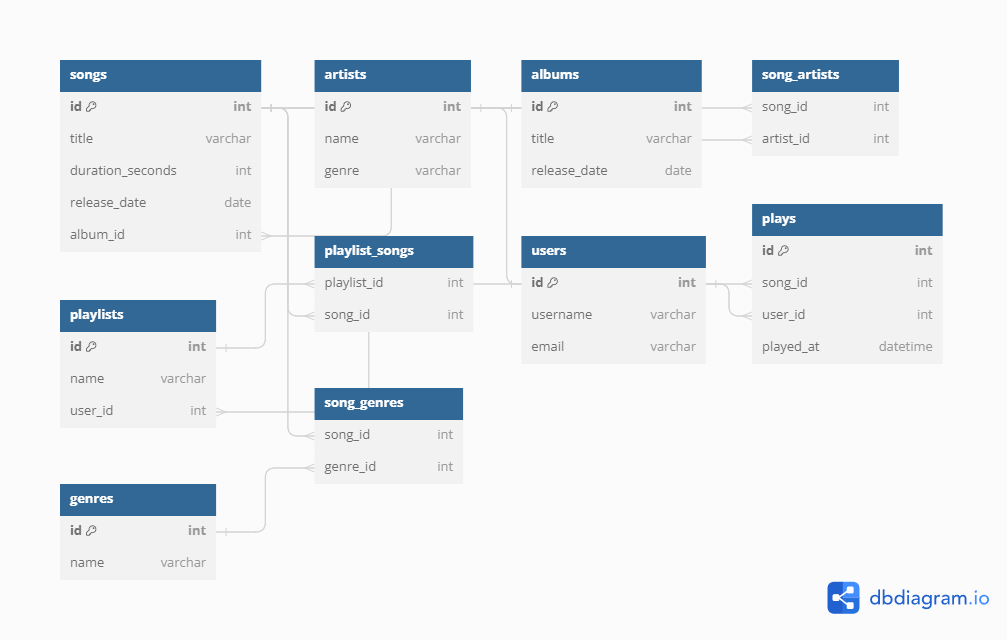 songs
id int
title varchar
duration_seconds int
release_date date
album_id int
artists
id int
name varchar
genre varchar
albums
id int
title varchar
release_date date
song_artists
song_id int
artist_id int
playlist_songs
playlist_id int
song_id int
users
id int
username varchar
email varchar
plays
id int
song_id int
user_id int
played_at datetime
playlists
id int
name varchar
user_id int
song_genres
song_id int
genre_id int
genres
id int
name varchar
dbdiagram.io